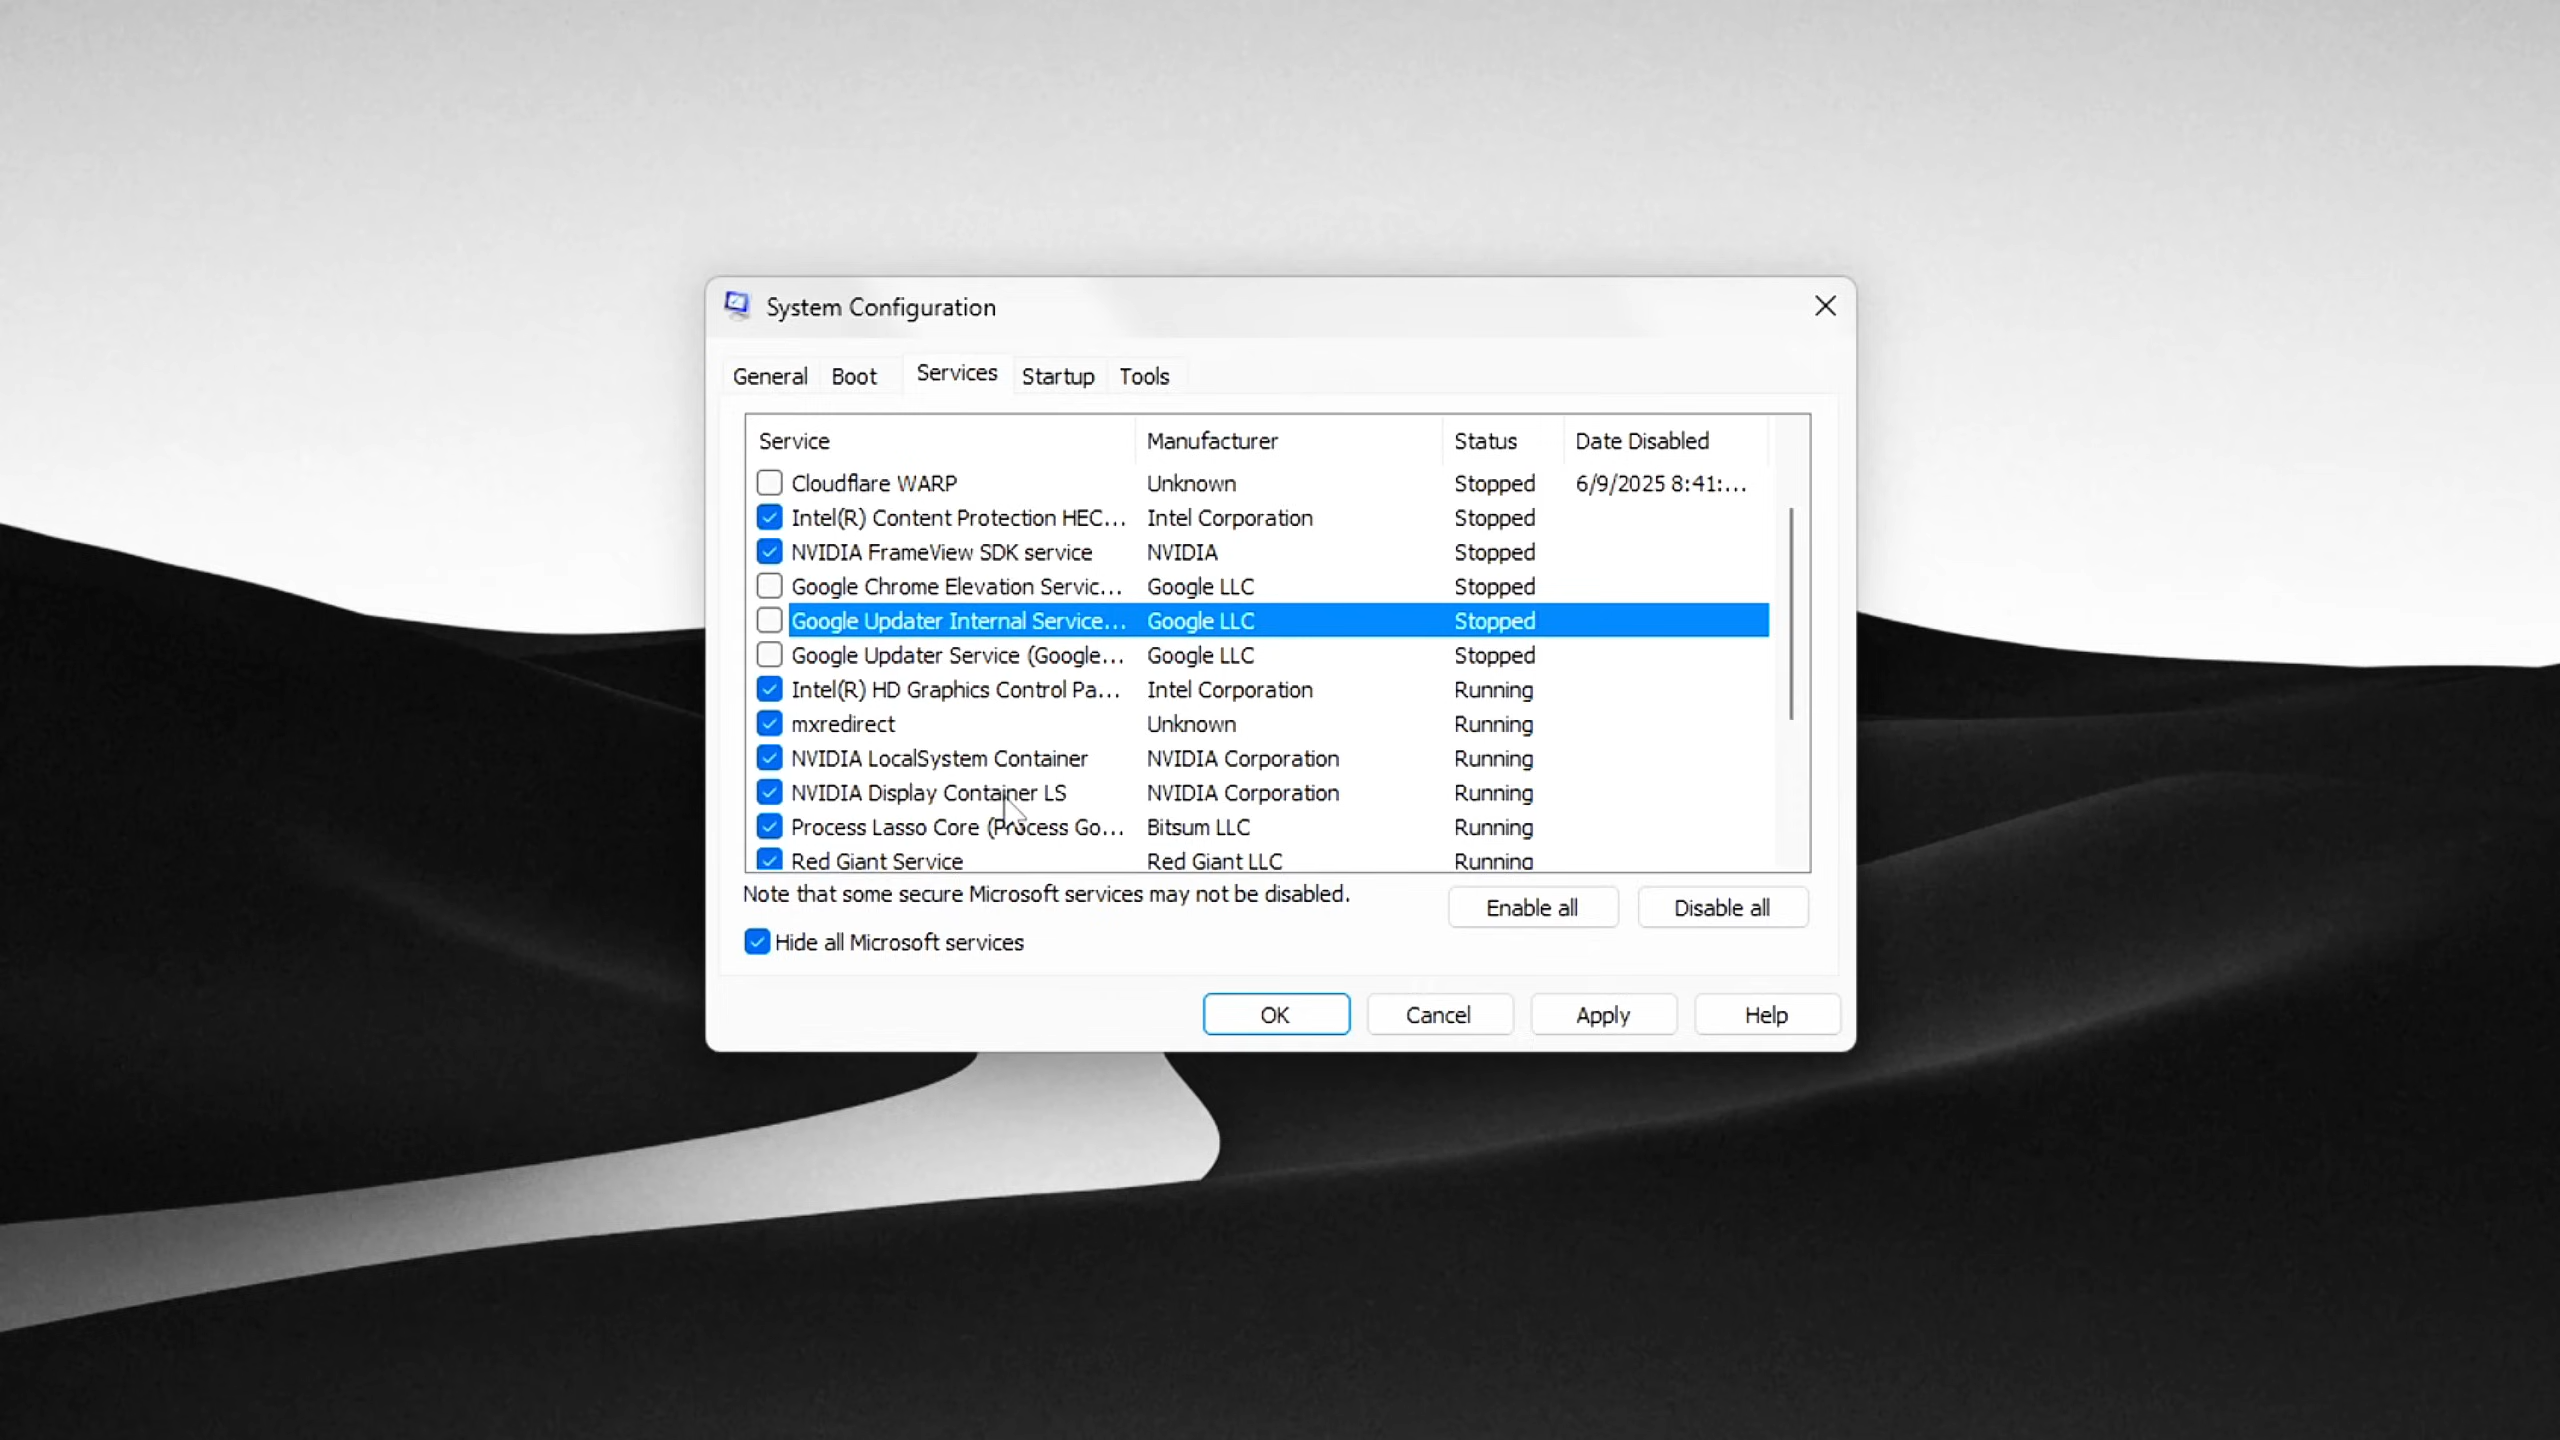 System Configuration
General Boot Services Startup Tools
Service Manufacturer Status Date Disabled
Cloudflare WARP Unknown Stopped 6/9/2025 8:41:...
Intel(R) Content Protection HEC... Intel Corporation Stopped
NVIDIA FrameView SDK service NVIDIA Stopped
Google Chrome Elevation Servic... Google LLC Stopped
Google Updater Internal Service... Google LLC Stopped
Google Updater Service (Google... Google LLC Stopped
Intel(R) HD Graphics Control Pa... Intel Corporation Running
mxredirect Unknown Running
NVIDIA LocalSystem Container NVIDIA Corporation Running
NVIDIA Display Container LS NVIDIA Corporation Running
Process Lasso Core (Process Go... Bitsum LLC Running
Red Giant Service Red Giant LLC Running
Note that some secure Microsoft services may not be disabled.
Enable all Disable all
Hide all Microsoft services
OK Cancel Apply Help